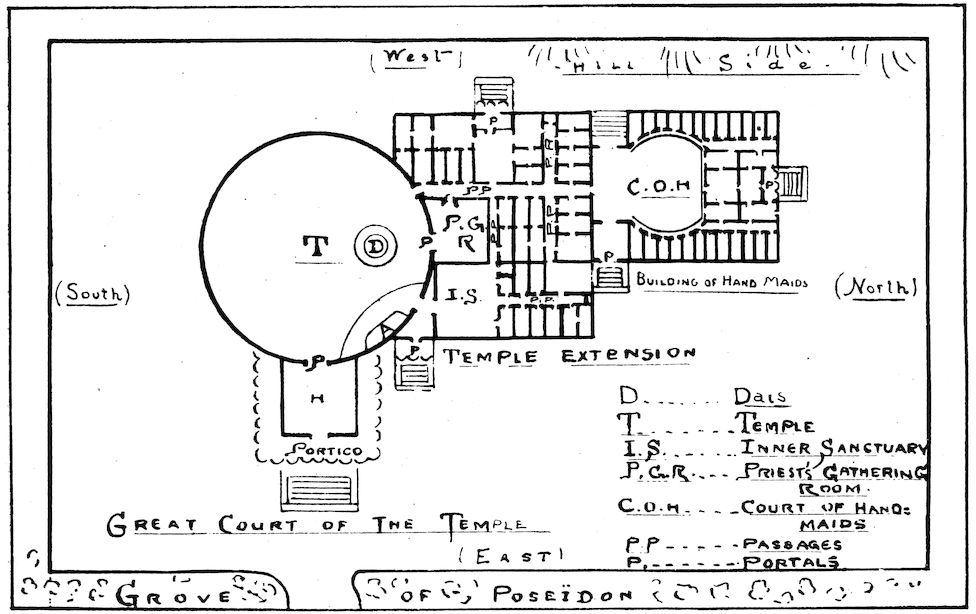 (West)
Hill Side.
P
P.R
P.P
C.O.H
P
T
D
P
P.G.
R
P.P
P.P
P
(South)
I.S.
P.P.
BUILDING OF HAND MAIDS
(North)
A
P
P
TEMPLE EXTENSION
H
PORTICO
D....... Dais
T....... TEMPLE
I.S..... INNER SANCTUARY
P.G.R.... PRIEST'S GATHERING
ROOM.
C.O.H.... COURT OF HAND=
MAIDS
P.P...... PASSAGES
P....... PORTALS
GREAT COURT OF THE TEMPLE
(EAST)
GROVE OF POSEÏDON